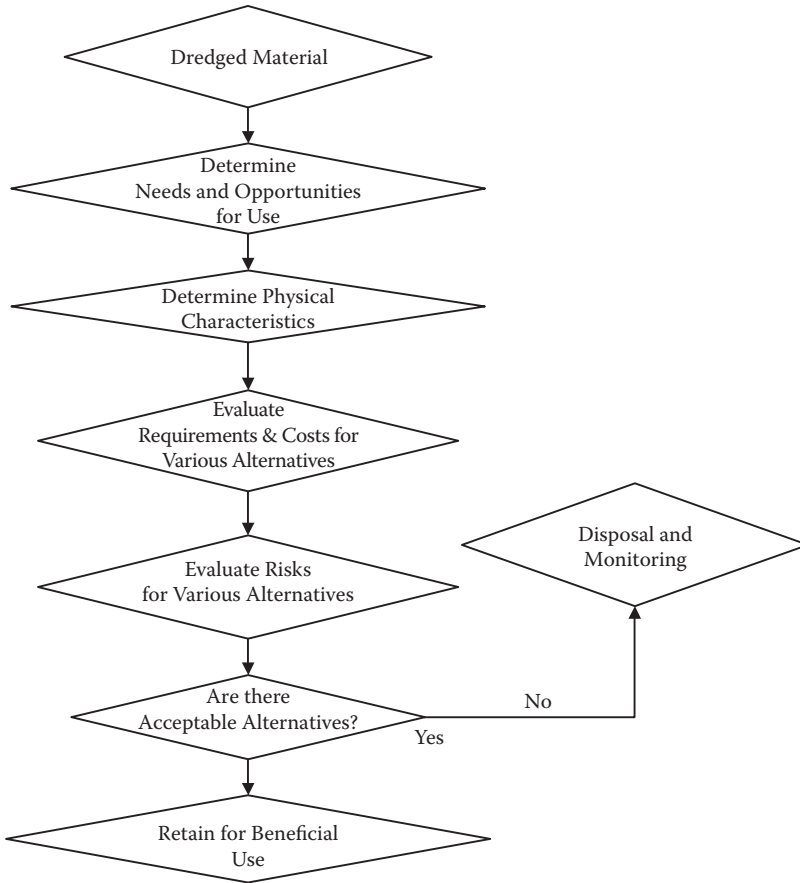 Dredged Material
Determine
Needs and Opportunities
for Use
Determine Physical
Characteristics
Evaluate
Requirements & Costs for
Various Alternatives
Evaluate Risks
for Various Alternatives
Are there
Acceptable Alternatives?
No
Yes
Disposal and
Monitoring
Retain for Beneficial
Use